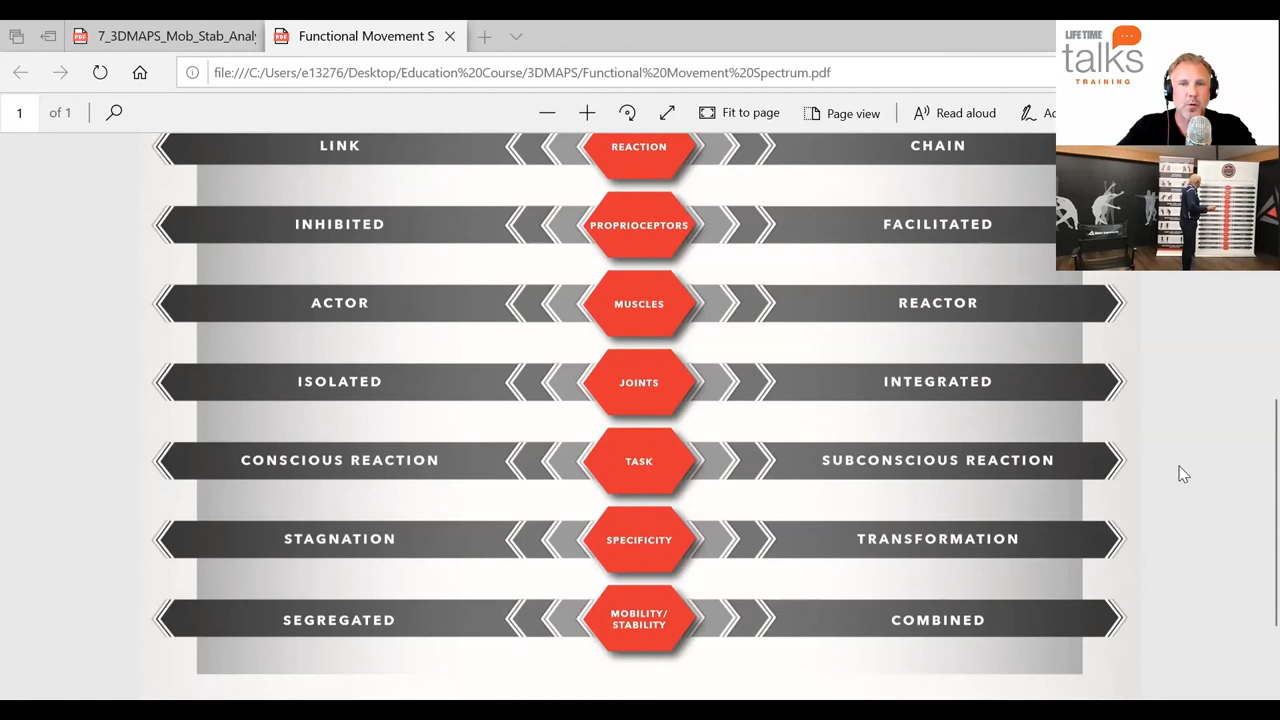 7_3DMAPS_Mob_Stab_Anal
Functional Movement S
file:///C:/Users/e13276/Desktop/Education%20Course/3DMAPS/Functional%20Movement%20Spectrum.pdf
1 of 1
Fit to page
Page view
Read aloud
Ad
LIFE TIME
talks
TRAINING
LINK REACTION CHAIN
INHIBITED PROPRIOCEPTORS FACILITATED
ACTOR MUSCLES REACTOR
ISOLATED JOINTS INTEGRATED
CONSCIOUS REACTION TASK SUBCONSCIOUS REACTION
STAGNATION SPECIFICITY TRANSFORMATION
SEGREGATED MOBILITY/
STABILITY COMBINED